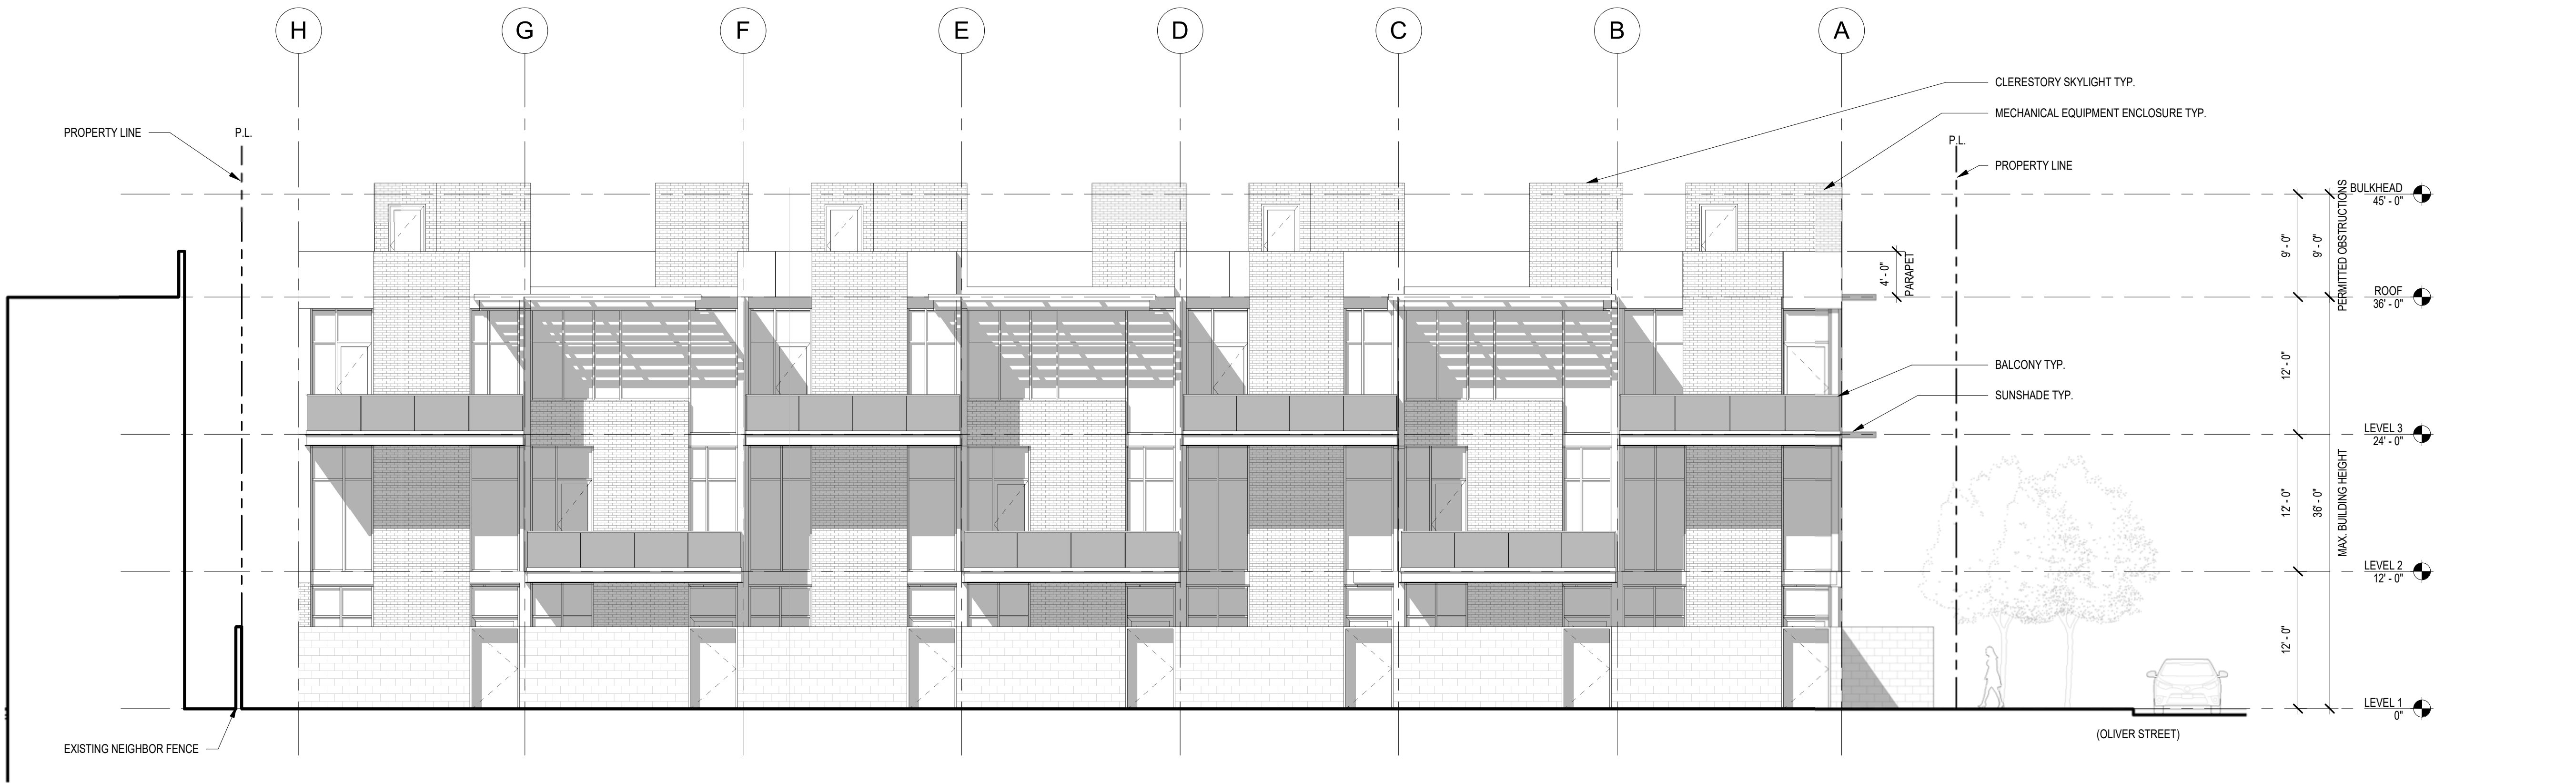 H
G
F
E
D
C
B
A
CLERESTORY SKYLIGHT TYP.
MECHANICAL EQUIPMENT ENCLOSURE TYP.
PROPERTY LINE
P.L.
P.L.
PROPERTY LINE
BULKHEAD
45' - 0"
PERMITTED OBSTRUCTIONS
9' - 0"
9' - 0"
4' - 0"
PARAPET
ROOF
36' - 0"
12' - 0"
BALCONY TYP.
SUNSHADE TYP.
LEVEL 3
24' - 0"
12' - 0"
36' - 0"
MAX. BUILDING HEIGHT
LEVEL 2
12' - 0"
12' - 0"
LEVEL 1
0"
(OLIVER STREET)
EXISTING NEIGHBOR FENCE